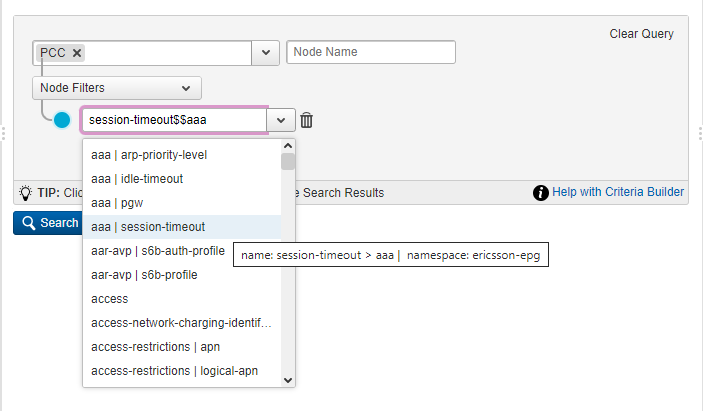 Clear Query
PCC
Node Name
Node Filters
session-timeout$$aaa
aaa | arp-priority-level
aaa | idle-timeout
aaa | pgw
TIP: Clic
e Search Results
Help with Criteria Builder
Search
aaa | session-timeout
aar-avp | s6b-auth-profile
name: session-timeout > aaa | namespace: ericsson-epg
aar-avp | s6b-profile
access
access-network-charging-identif...
access-restrictions | apn
access-restrictions | logical-apn